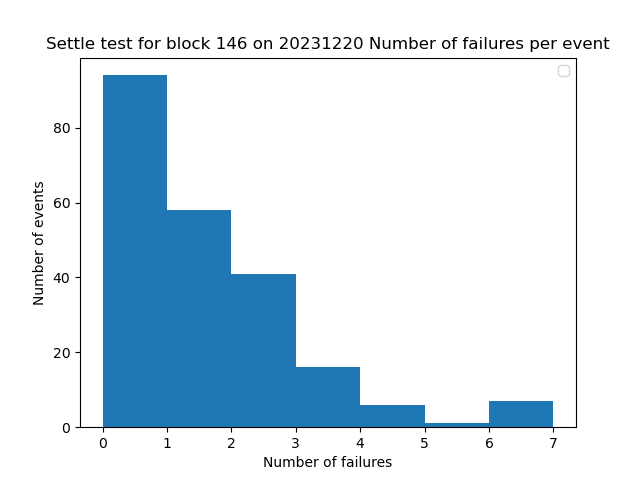 Settle test for block 146 on 20231220 Number of failures per event
80
60
40
20
0
Number of events
0 1 2 3 4 5 6 7
Number of failures